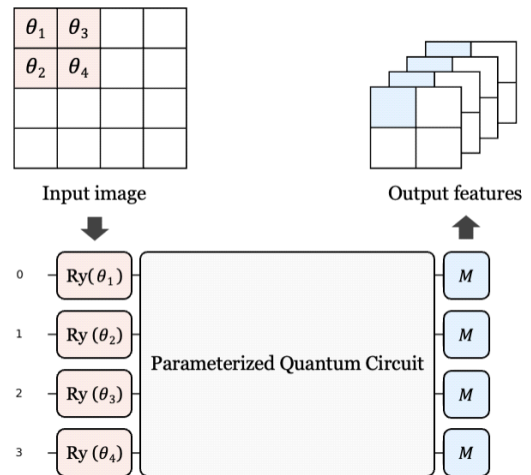 θ₁ θ₃
θ₂ θ₄
Input image
Output features
0 Ry(θ₁) M
1 Ry (θ₂) M
Parameterized Quantum Circuit
2 Ry (θ₃) M
3 Ry (θ₄) M